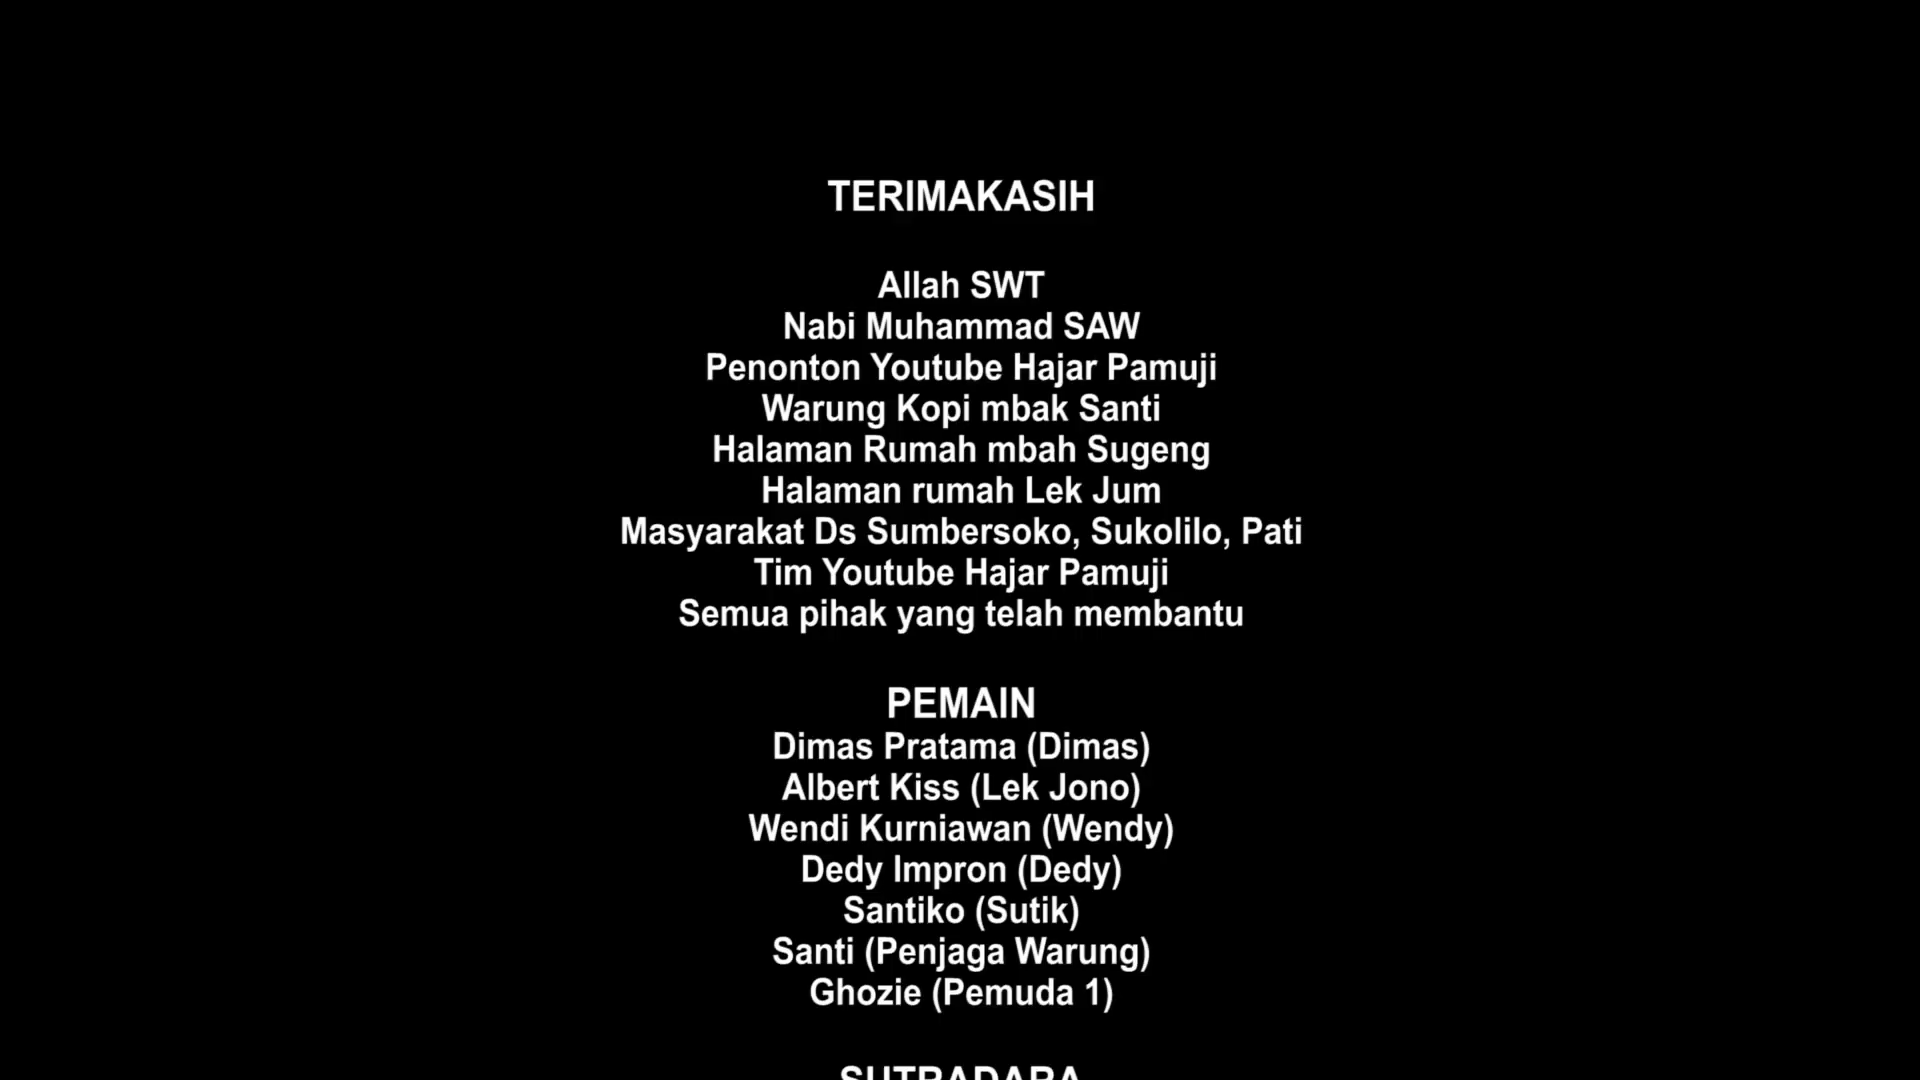 TERIMAKASIH
Allah SWT
Nabi Muhammad SAW
Penonton Youtube Hajar Pamuji
Warung Kopi mbak Santi
Halaman Rumah mbah Sugeng
Halaman rumah Lek Jum
Masyarakat Ds Sumbersoko, Sukolilo, Pati
Tim Youtube Hajar Pamuji
Semua pihak yang telah membantu
PEMAIN
Dimas Pratama (Dimas)
Albert Kiss (Lek Jono)
Wendi Kurniawan (Wendy)
Dedy Impron (Dedy)
Santiko (Sutik)
Santi (Penjaga Warung)
Ghozie (Pemuda 1)
SUTRADARA